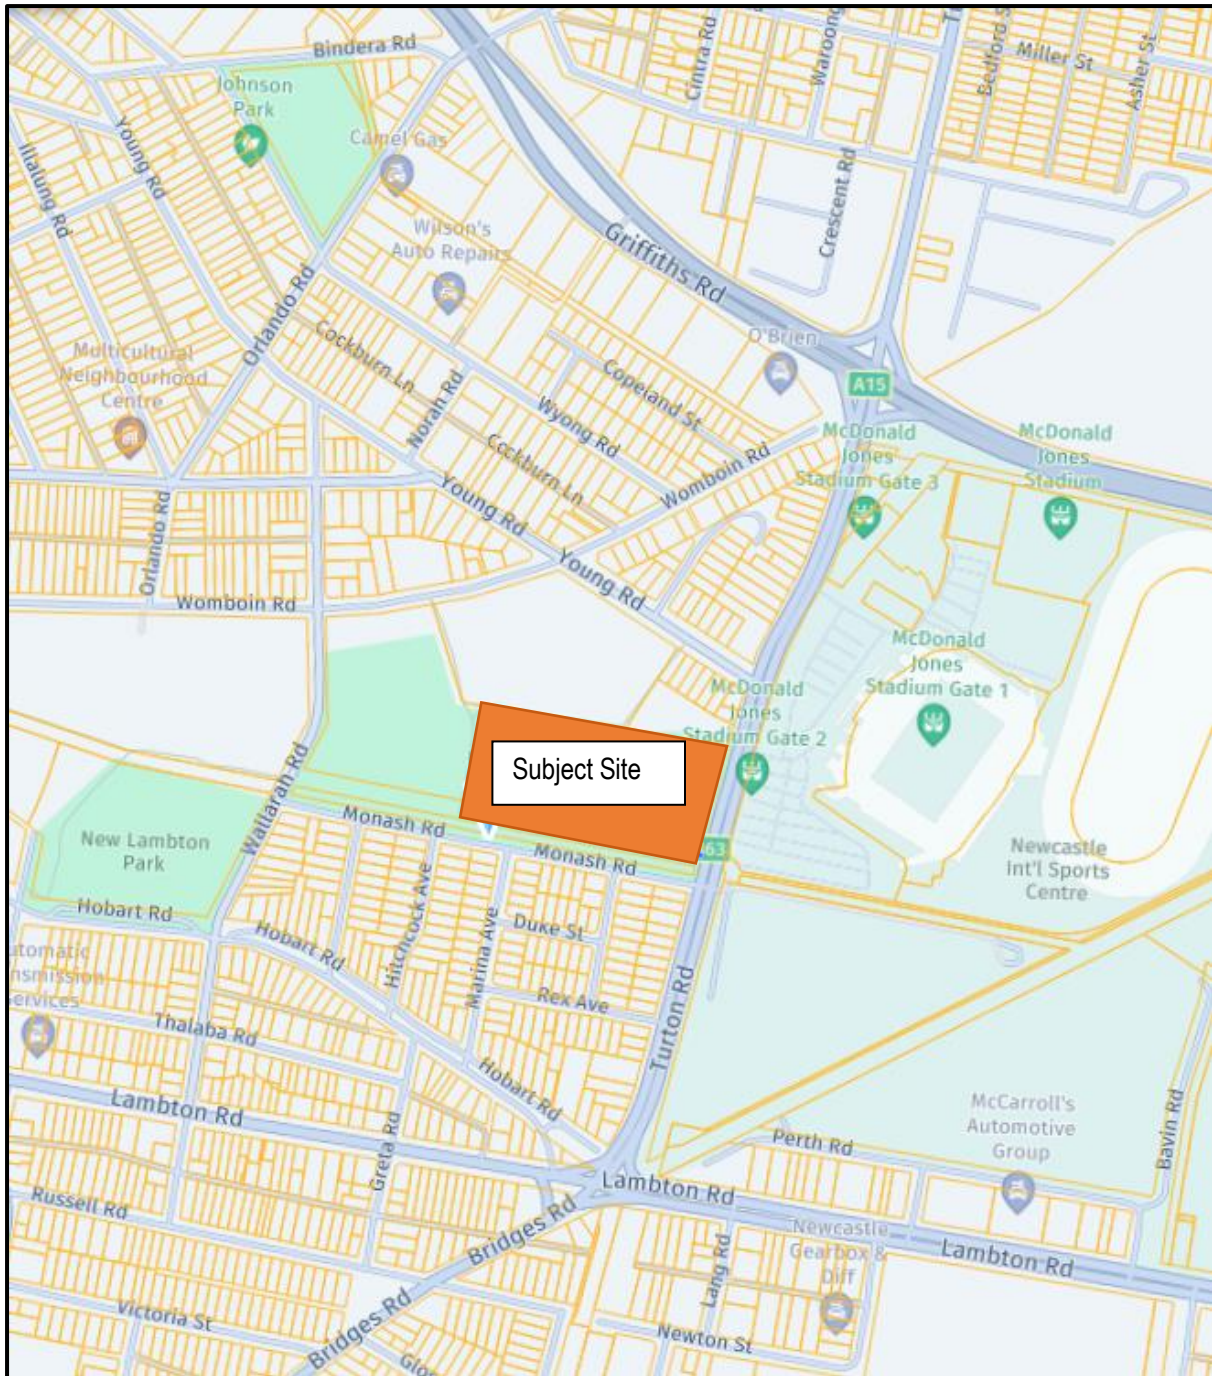 Bindera Rd
Cintra Rd
Waroong
Bedford S
Miller St
Asher St
Johnson
Park
Young Rd
Illalung Rd
Camel Gas
Wilson's
Auto Repairs
Griffiths Rd
Crescent Rd
Orlando Rd
Cockburn Ln
Multicultural
Neighbourhood
Centre
Norah Rd
Wyong Rd
Copeland St
O'Brien
A15
McDonald
Jones
Stadium Gate 3
McDonald
Jones
Stadium
Cockburn Ln
Womboin Rd
Young Rd
Orlando Rd
Young Rd
Womboin Rd
McDonald
Jones
Stadium Gate 1
McDonald
Jones
Stadium Gate 2
Subject Site
Wallarah Rd
New Lambton
Park
Monash Rd
Monash Rd
63
Newcastle
Int'l Sports
Centre
Hobart Rd
Hobart Rd
Hitchcock Ave
Marina Ave
Duke St
Rex Ave
utomatic
nsmission
ervices
Thalaba Rd
Turton Rd
Hobart Rd
Lambton Rd
Greta Rd
McCarroll's
Automotive
Group
Perth Rd
Bavin Rd
Lambton Rd
Russell Rd
Bridges Rd
Lang Rd
Newcastle
Gearbox &
Diff
Lambton Rd
Victoria St
Bridges Rd
Newton St
Glo